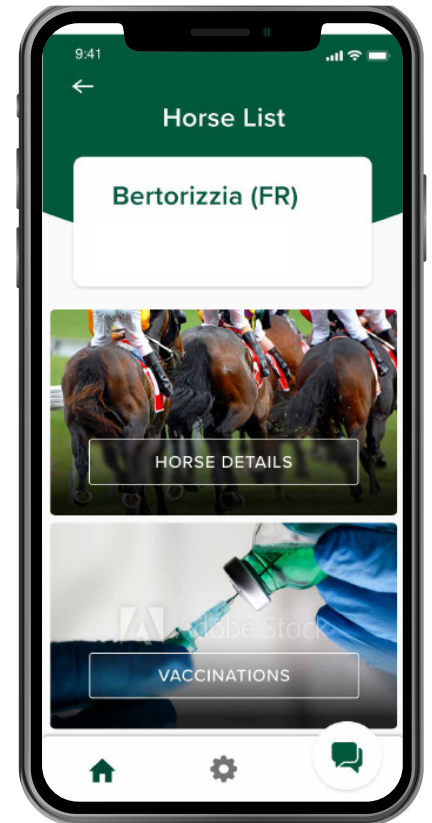 9:41
Horse List
Bertorizzia (FR)
HORSE DETAILS
Adobe Stock
VACCINATIONS